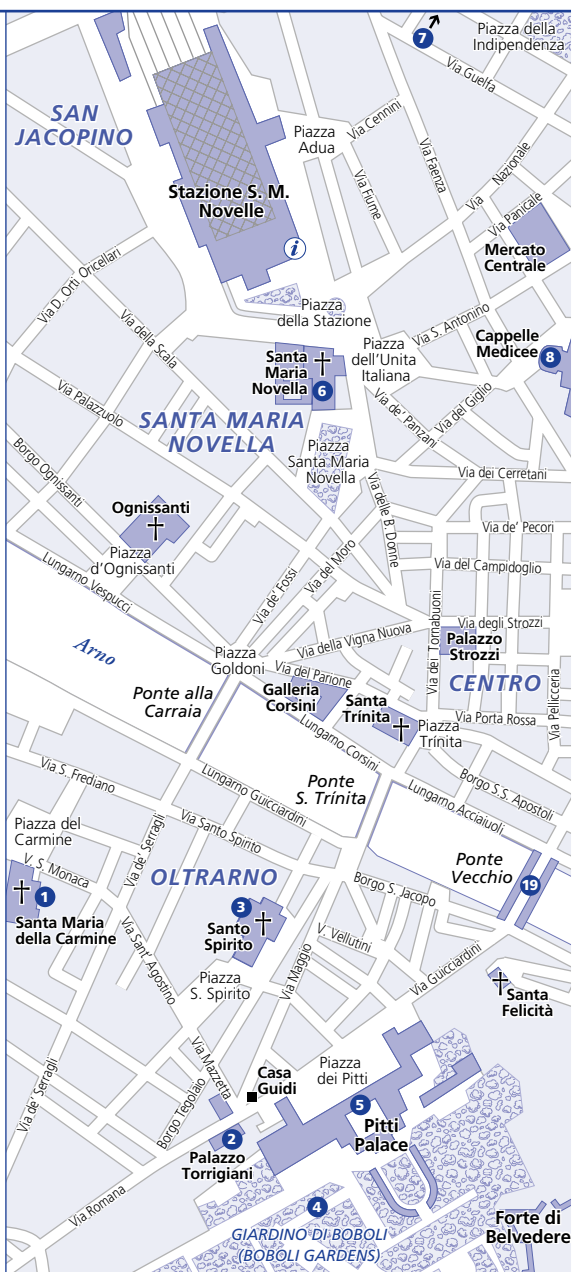 7
Piazza della
Indipendenza
Via Guelfa
SAN
JACOPINO
Piazza
Adua
Via Cennini
Via Faenza
Via Nazionale
Via Fiume
Via Panicale
Stazione S. M.
Novelle
i
Mercato
Centrale
Via D. Orti Oricellari
Via della Scala
Piazza
della Stazione
Via S. Antonino
Cappelle
Medicee
8
Piazza
dell'Unita
Italiana
Santa
Maria
Novella
6
Via Palazzuolo
SANTA MARIA
NOVELLA
Via de' Panzani
Via del Giglio
Borgo Ognissanti
Piazza
Santa Maria
Novella
Via dei Cerretani
Via delle B. Donne
Ognissanti
Via de' Pecori
Piazza
d'Ognissanti
Via del Moro
Via de' Fossi
Via del Campidoglio
Lungarno Vespucci
Via dei Tornabuoni
Via degli Strozzi
Via della Vigna Nuova
Palazzo
Strozzi
Arno
Piazza
Goldoni
Via del Parione
CENTRO
Galleria
Corsini
Ponte alla
Carraia
Santa
Trínita
Via Pellicceria
Via Porta Rossa
Piazza
Trínita
Lungarno Corsini
Via S. Frediano
Lungarno Guicciardini
Ponte
S. Trínita
Borgo S.S. Apostoli
Lungarno Acciaiuoli
Via Santo Spirito
Piazza del
Carmine
Via de' Serragli
V. S. Monaca
Ponte
Vecchio
19
OLTRARNO
Borgo S. Jacopo
1
Santa Maria
della Carmine
3
Santo
Spirito
Via Sant' Agostino
V. Vellutini
Via Guicciardini
Via Maggio
Piazza
S. Spirito
Santa
Felicità
Via de' Serragli
Borgo Tegolaio
Via Mazzetta
Casa
Guidi
Piazza
dei Pitti
5
Pitti
Palace
2
Palazzo
Torrigiani
Via Romana
4
GIARDINO DI BOBOLI
(BOBOLI GARDENS)
Forte di
Belvedere